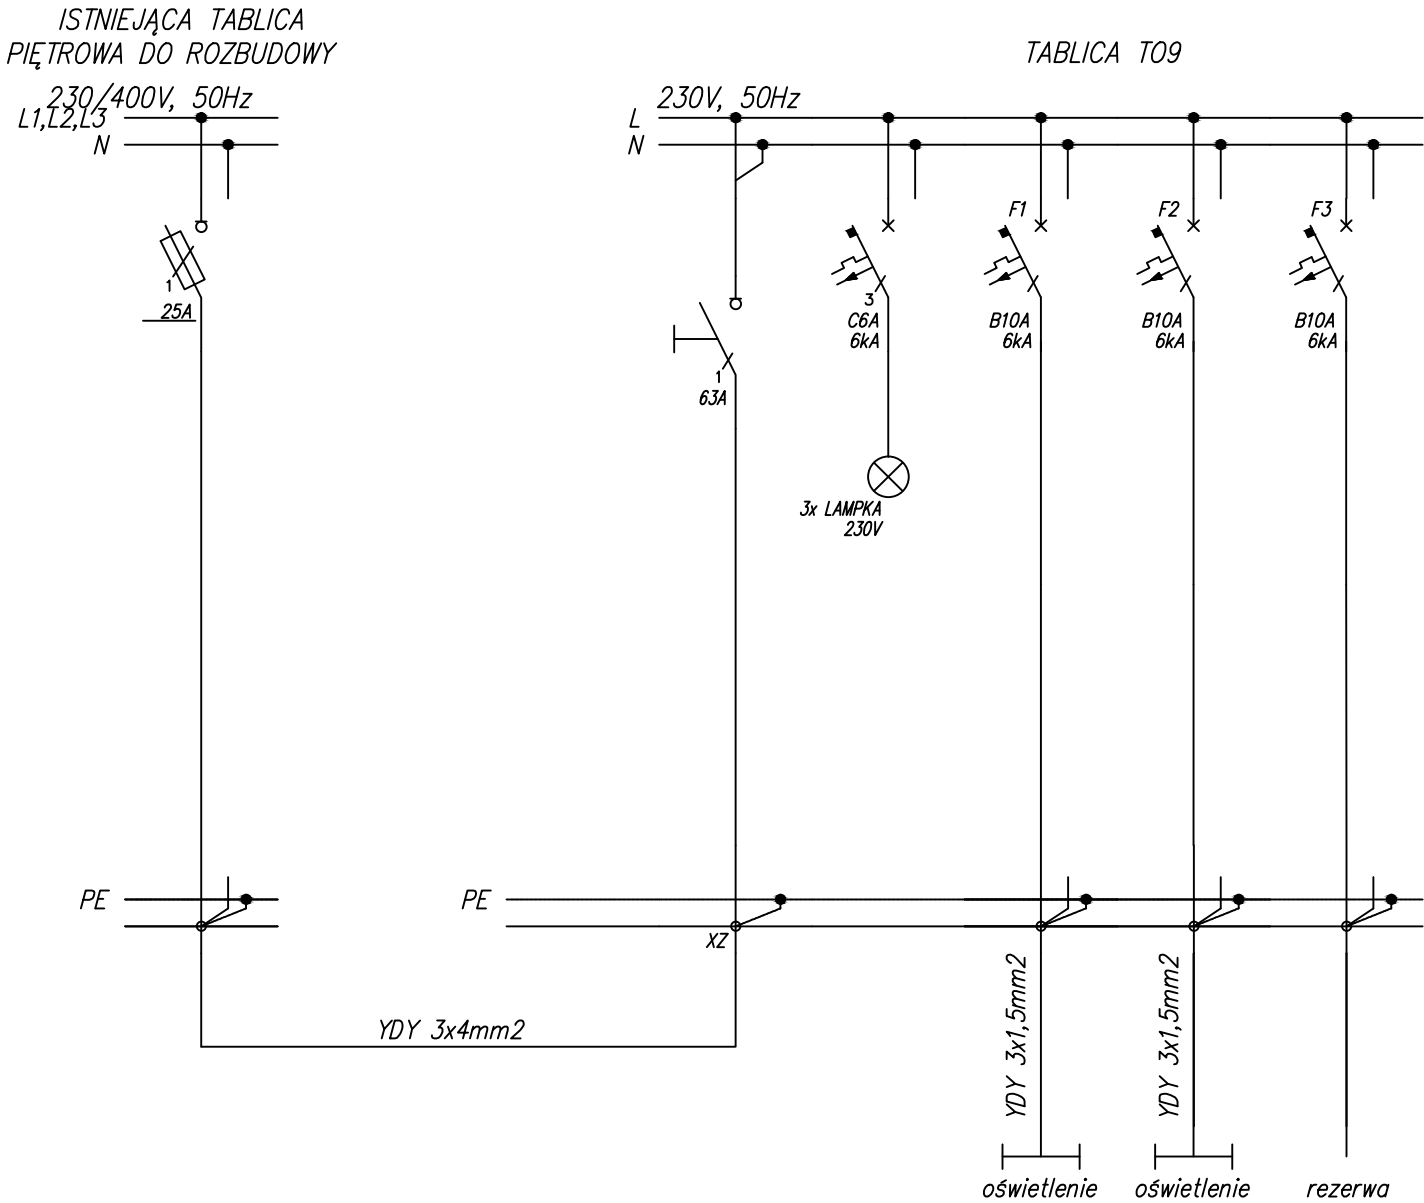 ISTNIEJĄCA TABLICA
PIĘTROWA DO ROZBUDOWY
230/400V, 50Hz
L1,L2,L3
N
1
25A
PE
YDY 3x4mm2
TABLICA TO9
230V, 50Hz
L
N
1
63A
3
C6A
6kA
3x LAMPKA
230V
F1
B10A
6kA
F2
B10A
6kA
F3
B10A
6kA
PE
XZ
YDY 3x1,5mm2
YDY 3x1,5mm2
oświetlenie
oświetlenie
rezerwa